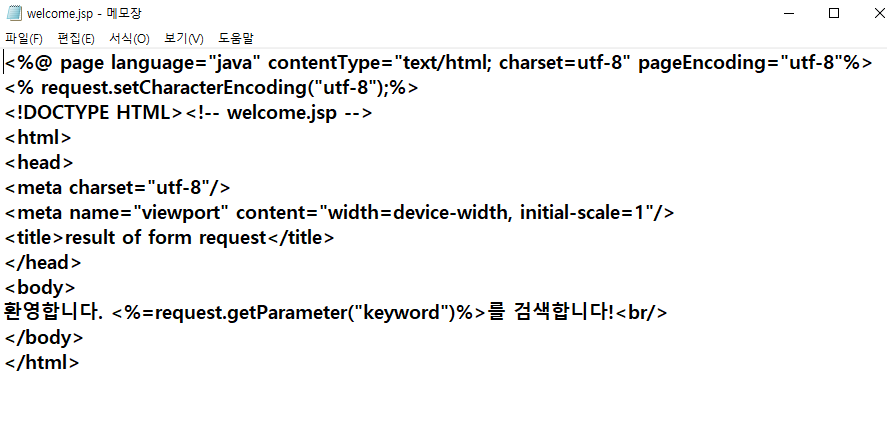 welcome.jsp - 메모장
파일(F) 편집(E) 서식(O) 보기(V) 도움말
<%@ page language="java" contentType="text/html; charset=utf-8" pageEncoding="utf-8"%>
<% request.setCharacterEncoding("utf-8");%>
<!DOCTYPE HTML><!-- welcome.jsp -->
<html>
<head>
<meta charset="utf-8"/>
<meta name="viewport" content="width=device-width, initial-scale=1"/>
<title>result of form request</title>
</head>
<body>
환영합니다. <%=request.getParameter("keyword")%>를 검색합니다!<br/>
</body>
</html>